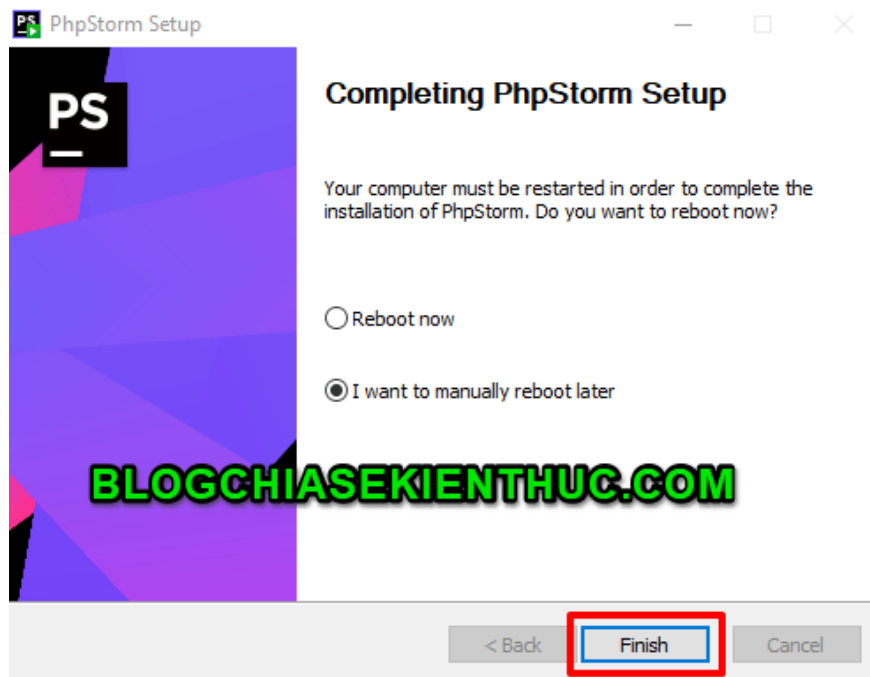 PhpStorm Setup
PS
Completing PhpStorm Setup
Your computer must be restarted in order to complete the
installation of PhpStorm. Do you want to reboot now?
Reboot now
I want to manually reboot later
BLOGCHIASEKIENTHUC.COM
< Back Finish Cancel